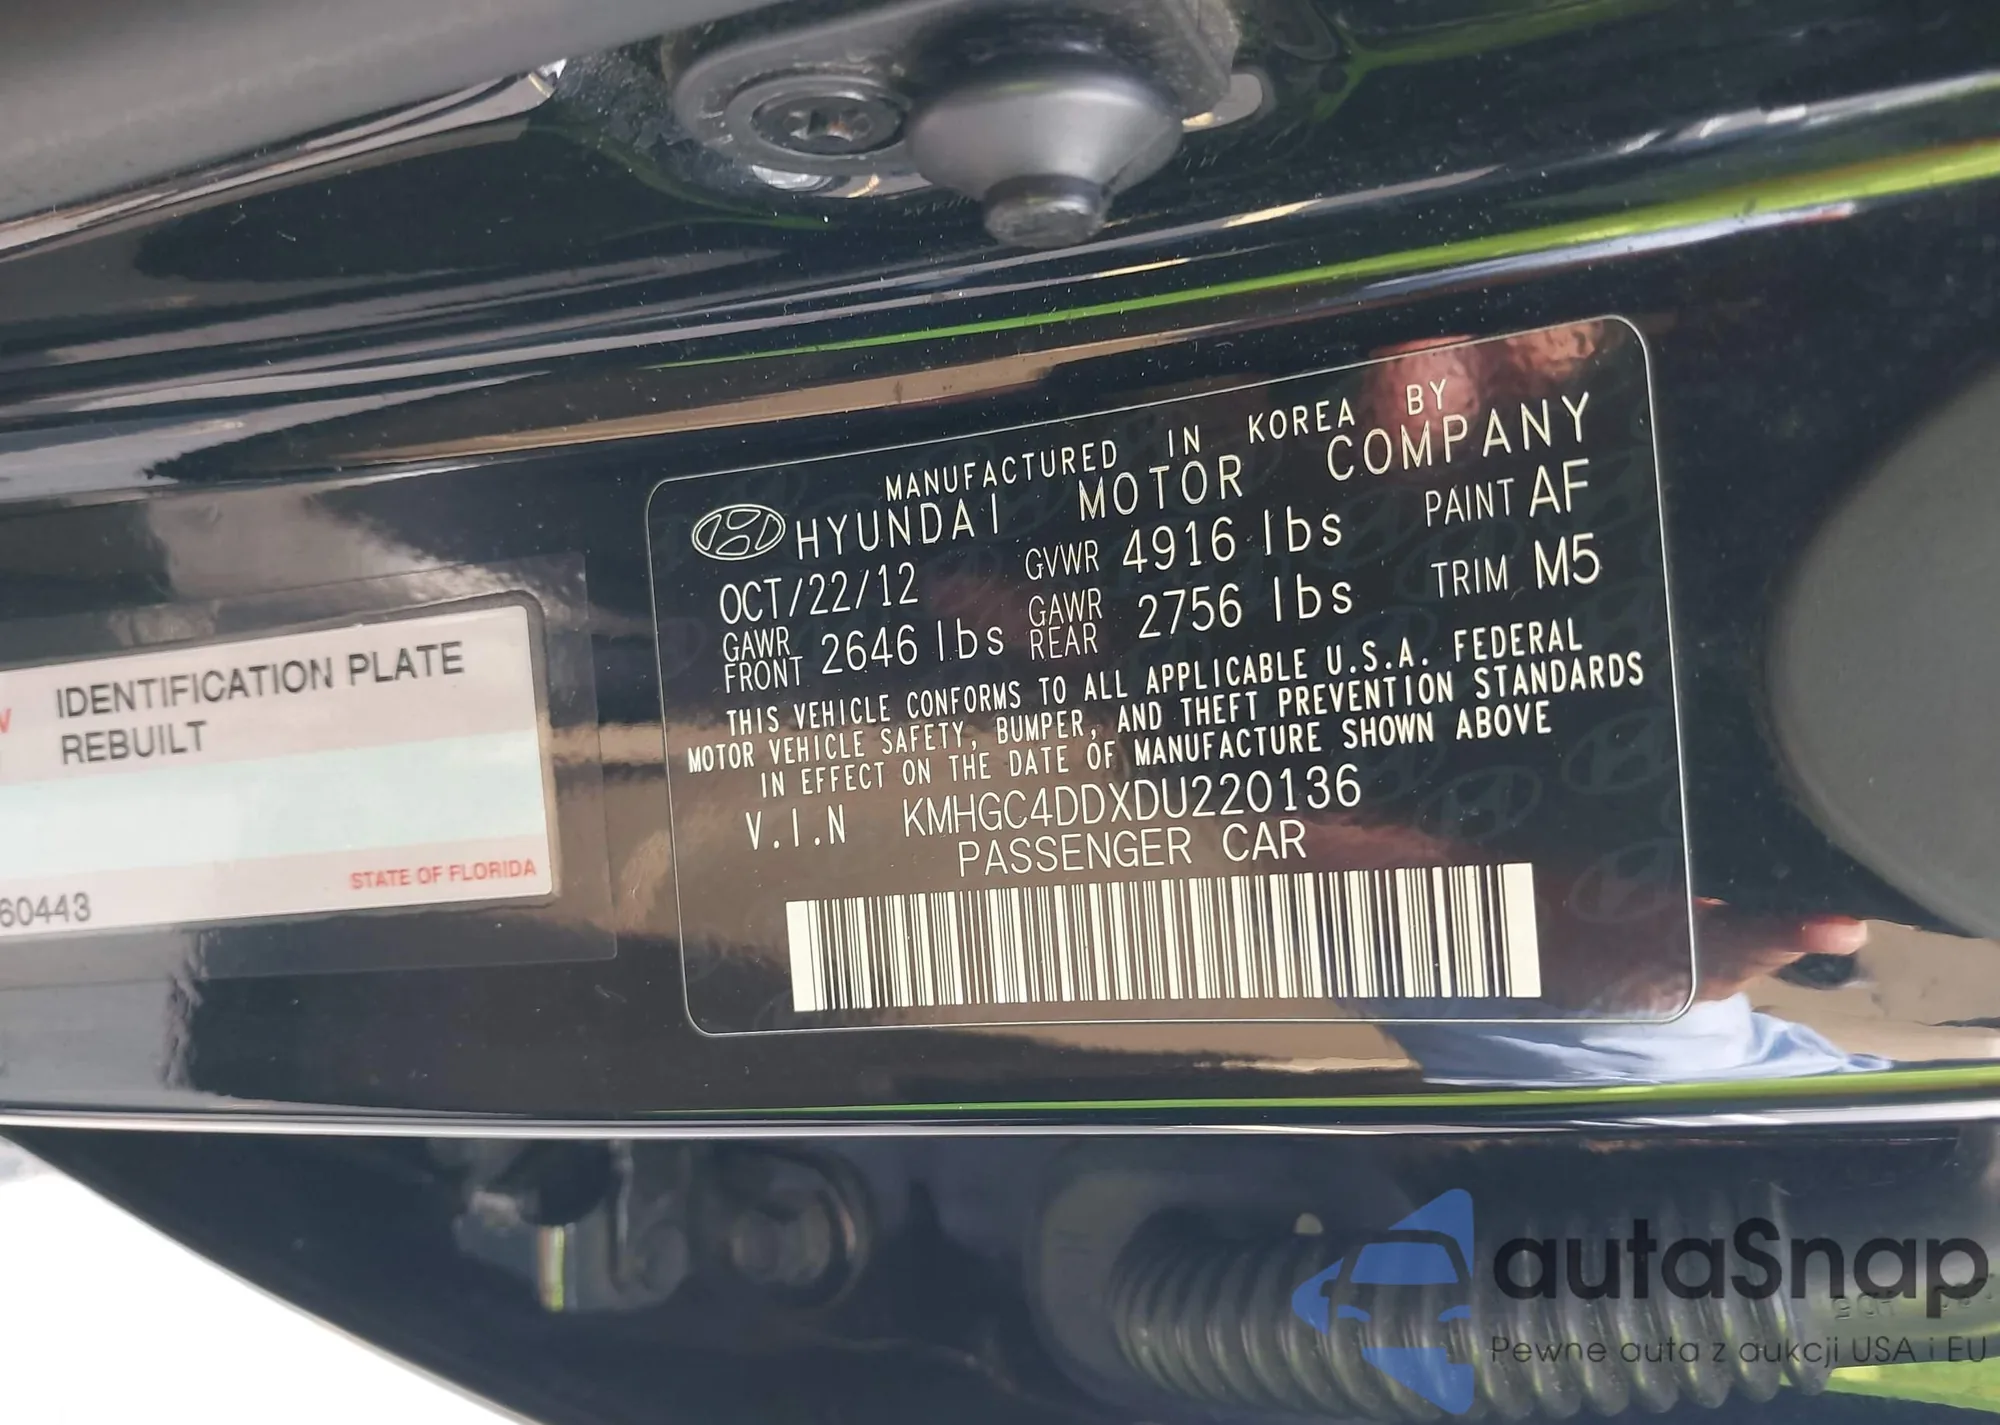 MANUFACTURED IN KOREA BY
HYUNDAI MOTOR COMPANY
OCT/22/12 GVWR 4916 lbs PAINT AF
GAWR FRONT 2646 lbs GAWR REAR 2756 lbs TRIM M5
THIS VEHICLE CONFORMS TO ALL APPLICABLE U.S.A. FEDERAL
MOTOR VEHICLE SAFETY, BUMPER, AND THEFT PREVENTION STANDARDS
IN EFFECT ON THE DATE OF MANUFACTURE SHOWN ABOVE
V.I.N KMHGC4DDXDU220136
PASSENGER CAR
IDENTIFICATION PLATE
REBUILT
STATE OF FLORIDA
60443
autaSnap
Pewne auta z aukcji USA i EU